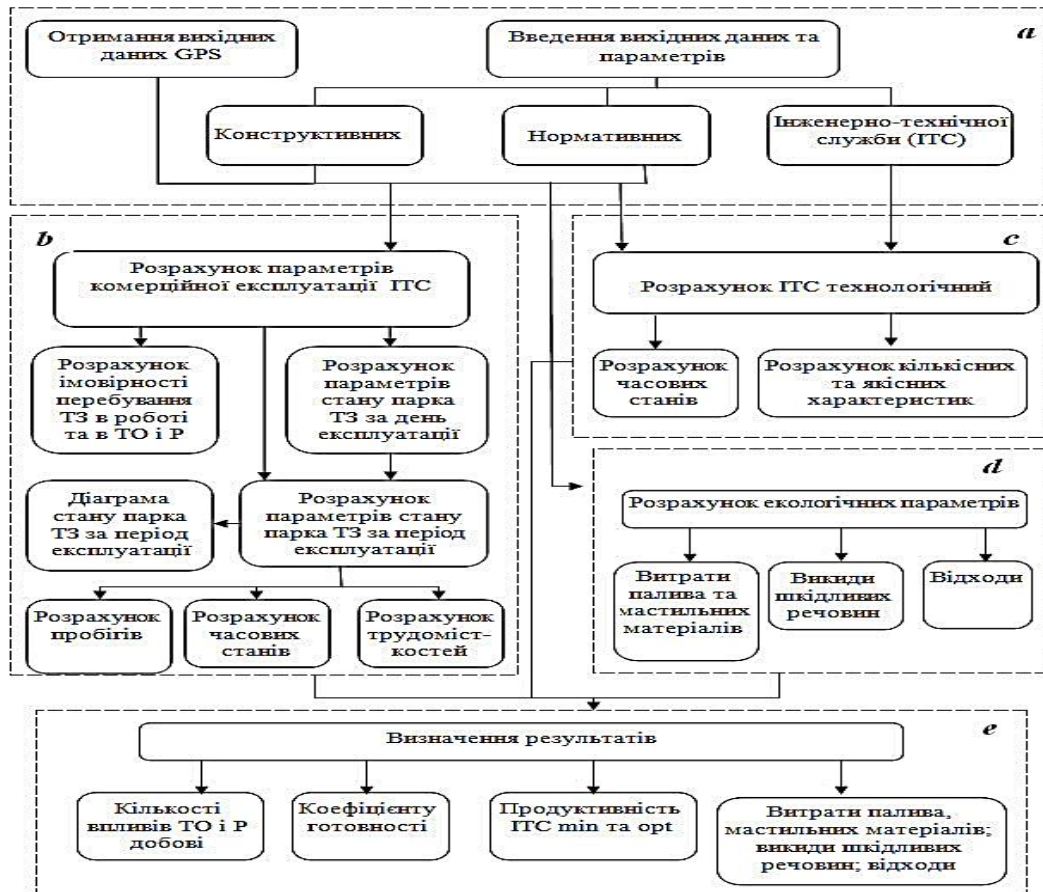 Отримання вихідних
даних GPS
Введення вихідних даних та
параметрів
a
Конструктивних
Нормативних
Інженерно-технічної
служби (ІТС)
b
Розрахунок параметрів
комерційної експлуатації ІТС
Розрахунок
імовірності
перебування
ТЗ в роботі
та в ТО і Р
Розрахунок
параметрів
стану парка
ТЗ за день
експлуатації
Діаграма
стану парка
ТЗ за період
експлуатації
Розрахунок
параметрів стану
парка ТЗ за період
експлуатації
Розрахунок
пробігів
Розрахунок
часових
станів
Розрахунок
трудоміст-
костей
c
Розрахунок ІТС технологічний
Розрахунок
часових
станів
Розрахунок кількісних
та якісних
характеристик
d
Розрахунок екологічних параметрів
Витрати
палива та
мастильних
матеріалів
Викиди
шкідливих
речовин
Відходи
e
Визначення результатів
Кількості
впливів ТО і Р
добові
Коефіцієнту
готовності
Продуктивність
ІТС min та opt
Витрати палива,
мастильних матеріалів;
викиди шкідливих
речовин; відходи